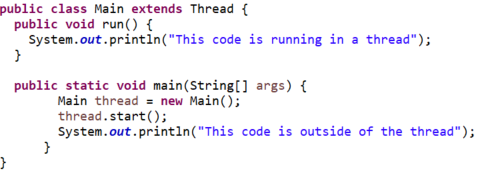 public class Main extends Thread {
  public void run() {
    System.out.println("This code is running in a thread");
  }

  public static void main(String[] args) {
        Main thread = new Main();
        thread.start();
        System.out.println("This code is outside of the thread");
      }
}